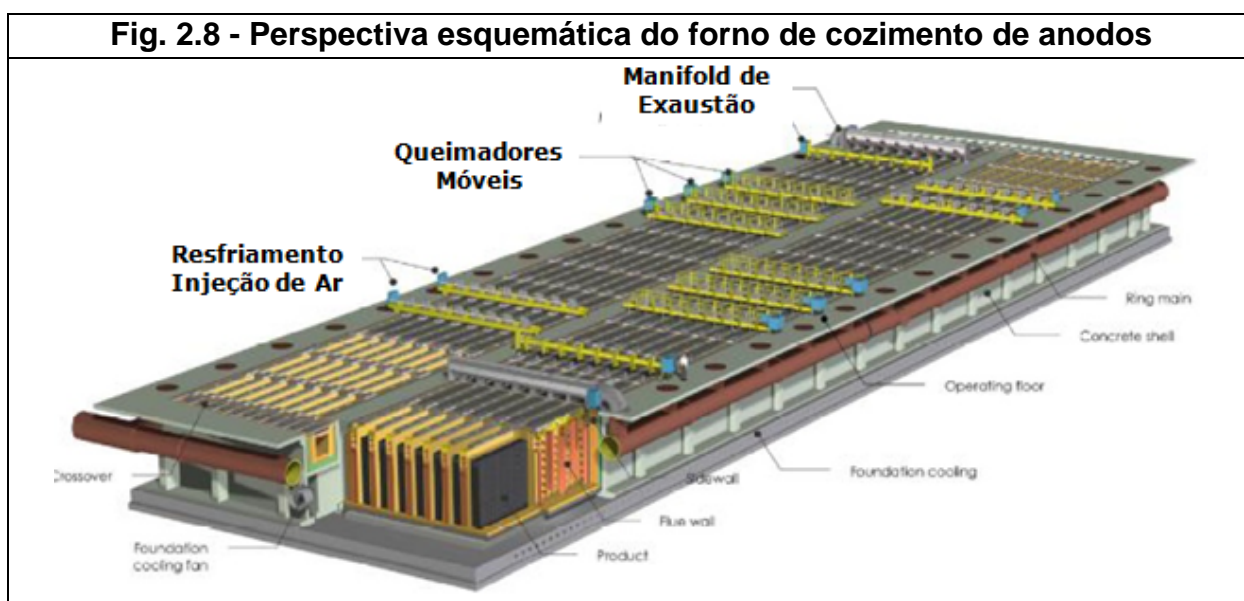 Fig. 2.8 - Perspectiva esquemática do forno de cozimento de anodos
Manifold de
Exaustão
Queimadores
Móveis
Resfriamento
Injeção de Ar
Ring main
Concrete shell
Operating floor
Foundation cooling
Sidewall
Flue wall
Product
Foundation
cooling fan
Crossover